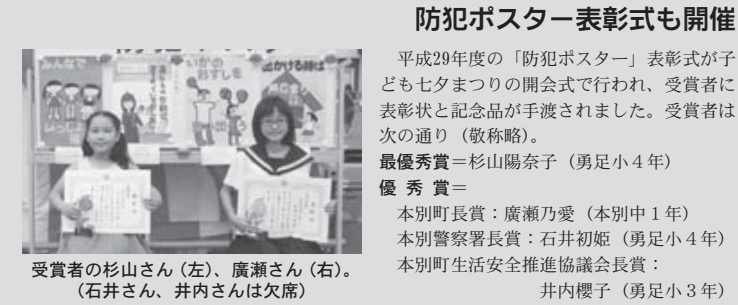 防犯ポスター表彰式も開催
平成29年度の「防犯ポスター」表彰式が子
ども七夕まつりの開会式で行われ、受賞者に
表彰状と記念品が手渡されました。受賞者は
次の通り（敬称略）。
最優秀賞＝杉山陽奈子（勇足小４年）
優 秀 賞＝
本別町長賞：廣瀬乃愛（本別中１年）
本別警察署長賞：石井初姫（勇足小４年）
本別町生活安全推進協議会長賞：
井内櫻子（勇足小３年）
みんなで
いかの
おすしを
出かける時は
受賞者の杉山さん（左）、廣瀬さん（右）。
（石井さん、井内さんは欠席）